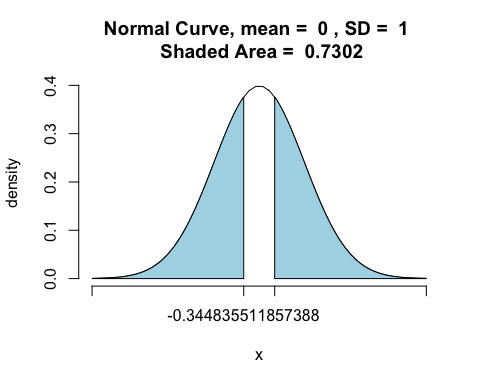 Normal Curve, mean =  0 , SD =  1
Shaded Area =  0.7302
density
0.4
0.3
0.2
0.1
0.0
-0.344835511857388
x